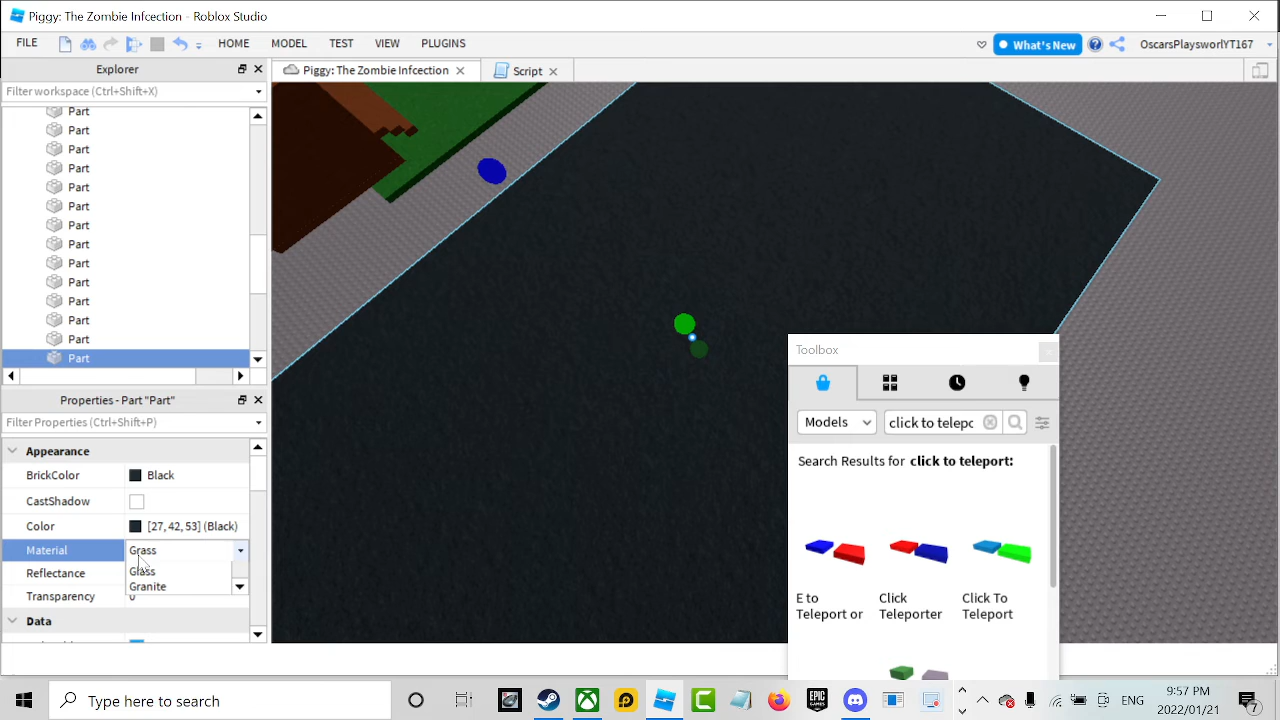 Piggy: The Zombie Infcection - Roblox Studio
FILE HOME MODEL TEST VIEW PLUGINS What's New OscarsPlaysworlYT167
Explorer
Piggy: The Zombie Infcection
Script
Filter workspace (Ctrl+Shift+X)
Part
Part
Part
Part
Part
Part
Part
Part
Part
Part
Part
Part
Part
Part
Properties - Part "Part"
Filter Properties (Ctrl+Shift+P)
Appearance
BrickColor Black
CastShadow
Color [27, 42, 53] (Black)
Material Grass
Reflectance
Granite
Transparency 0
Data
Toolbox
Models click to telepc
Search Results for click to teleport:
E to Teleport or
Click Teleporter
Click To Teleport
Type here to search
EPIC GAMES
ENG
9:57 PM
2022/01/21
7